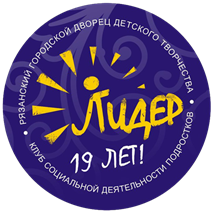 • РЯЗАНСКИЙ ГОРОДСКОЙ ДВОРЕЦ ДЕТСКОГО ТВОРЧЕСТВА •
ЛИДЕР
19 ЛЕТ!
КЛУБ СОЦИАЛЬНОЙ ДЕЯТЕЛЬНОСТИ ПОДРОСТКОВ